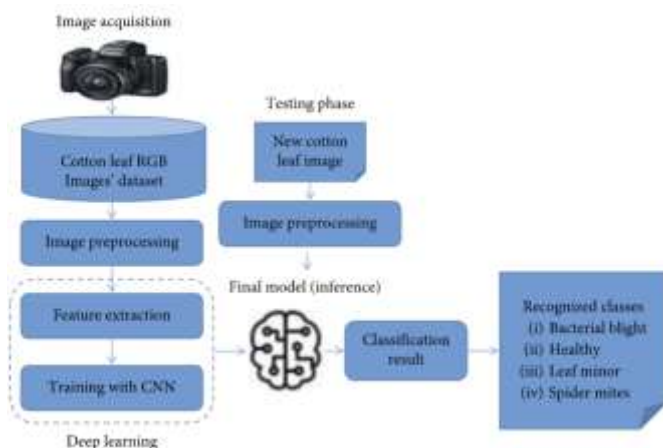 Image acquisition
Cotton leaf RGB
Images' dataset
Image preprocessing
Feature extraction
Training with CNN
Deep learning
Testing phase
New cotton
leaf image
Image preprocessing
Final model (inference)
Classification
result
Recognized classes
(i) Bacterial blight
(ii) Healthy
(iii) Leaf minor
(iv) Spider mites